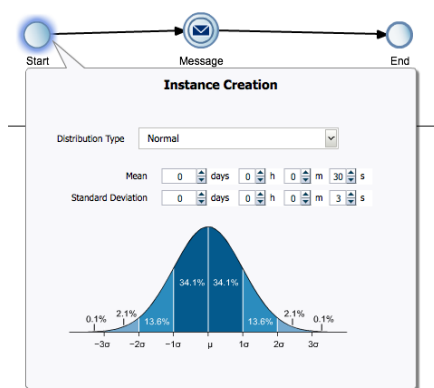 Start Message End
Instance Creation
Distribution Type Normal
Mean 0 days 0 h 0 m 30 s
Standard Deviation 0 days 0 h 0 m 3 s
34.1% 34.1%
0.1% 2.1% 13.6% 13.6% 2.1% 0.1%
−3σ −2σ −1σ μ 1σ 2σ 3σ